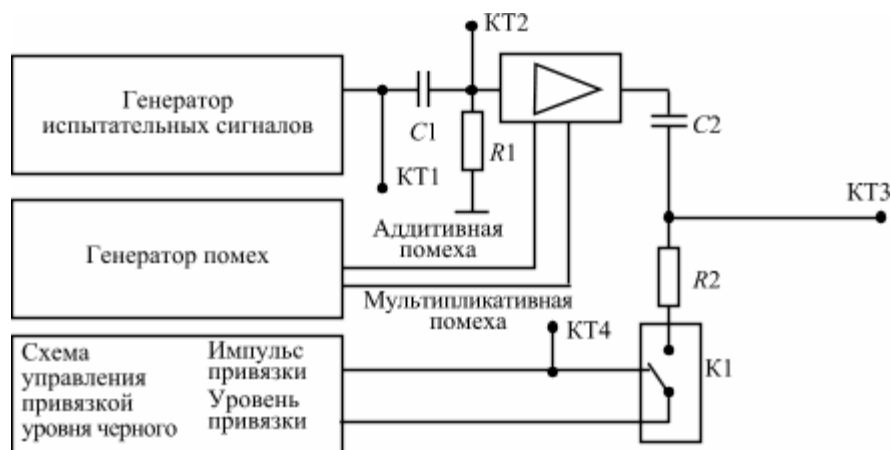 КТ2
Генератор
испытательных сигналов
C1
R1
C2
КТ1
КТ3
Аддитивная
помеха
Генератор помех
R2
Мультипликативная
помеха
КТ4
Схема
управления
привязкой
уровня черного
Импульс
привязки
Уровень
привязки
К1